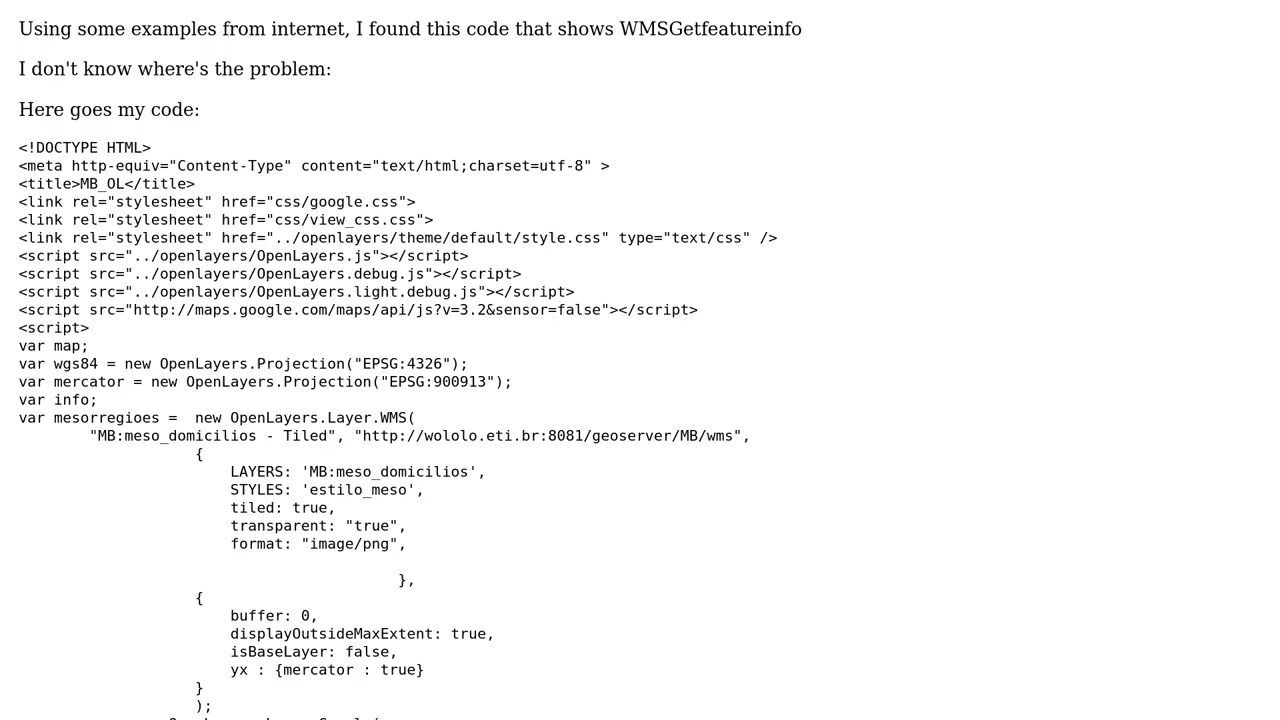 Using some examples from internet, I found this code that shows WMSGetfeatureinfo
I don't know where's the problem:
Here goes my code:
<!DOCTYPE HTML>
<meta http-equiv="Content-Type" content="text/html;charset=utf-8" >
<title>MB_OL</title>
<link rel="stylesheet" href="css/google.css">
<link rel="stylesheet" href="css/view_css.css">
<link rel="stylesheet" href="../openlayers/theme/default/style.css" type="text/css" />
<script src="../openlayers/OpenLayers.js"></script>
<script src="../openlayers/OpenLayers.debug.js"></script>
<script src="../openlayers/OpenLayers.light.debug.js"></script>
<script src="http://maps.google.com/maps/api/js?v=3.2&sensor=false"></script>
<script>
var map;
var wgs84 = new OpenLayers.Projection("EPSG:4326");
var mercator = new OpenLayers.Projection("EPSG:900913");
var info;
var mesorregioes =  new OpenLayers.Layer.WMS(
        "MB:meso_domicilios - Tiled", "http://wololo.eti.br:8081/geoserver/MB/wms",
                    {
                        LAYERS: 'MB:meso_domicilios',
                        STYLES: 'estilo_meso',
                        tiled: true,
                        transparent: "true",
                        format: "image/png",
                                           },
                    {
                        buffer: 0,
                        displayOutsideMaxExtent: true,
                        isBaseLayer: false,
                        yx : {mercator : true}
                    }
                    );